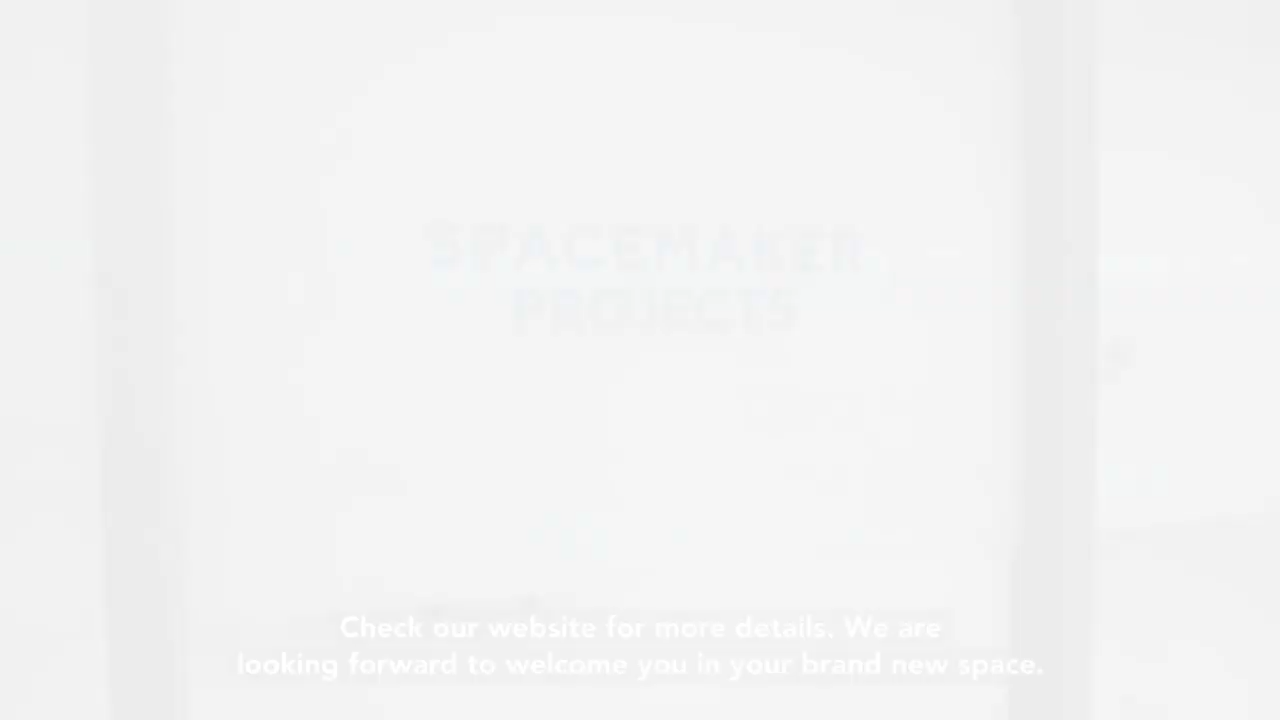 SPACEMAKER
PROJECTS
Check our website for more details. We are
looking forward to welcome you in your brand new space.